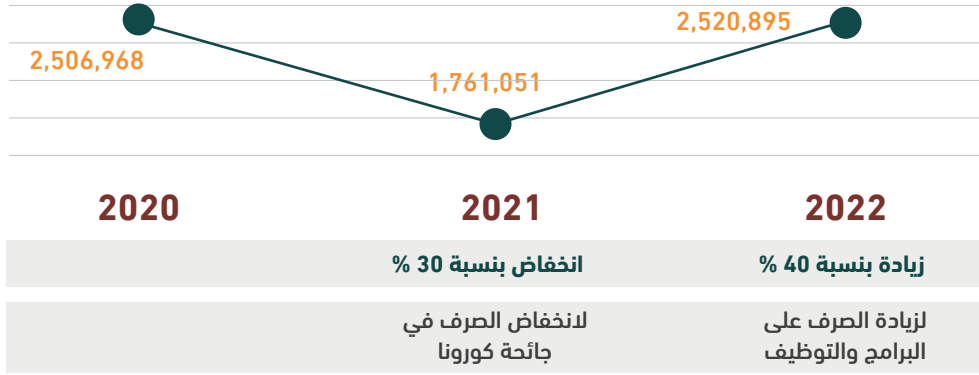 2,520,895
2,506,968
1,761,051
2020 2021 2022
زيادة بنسبة 40 %
انخفاض بنسبة 30 %
لزيادة الصرف على
البرامج والتوظيف
لانخفاض الصرف في
جائحة كورونا